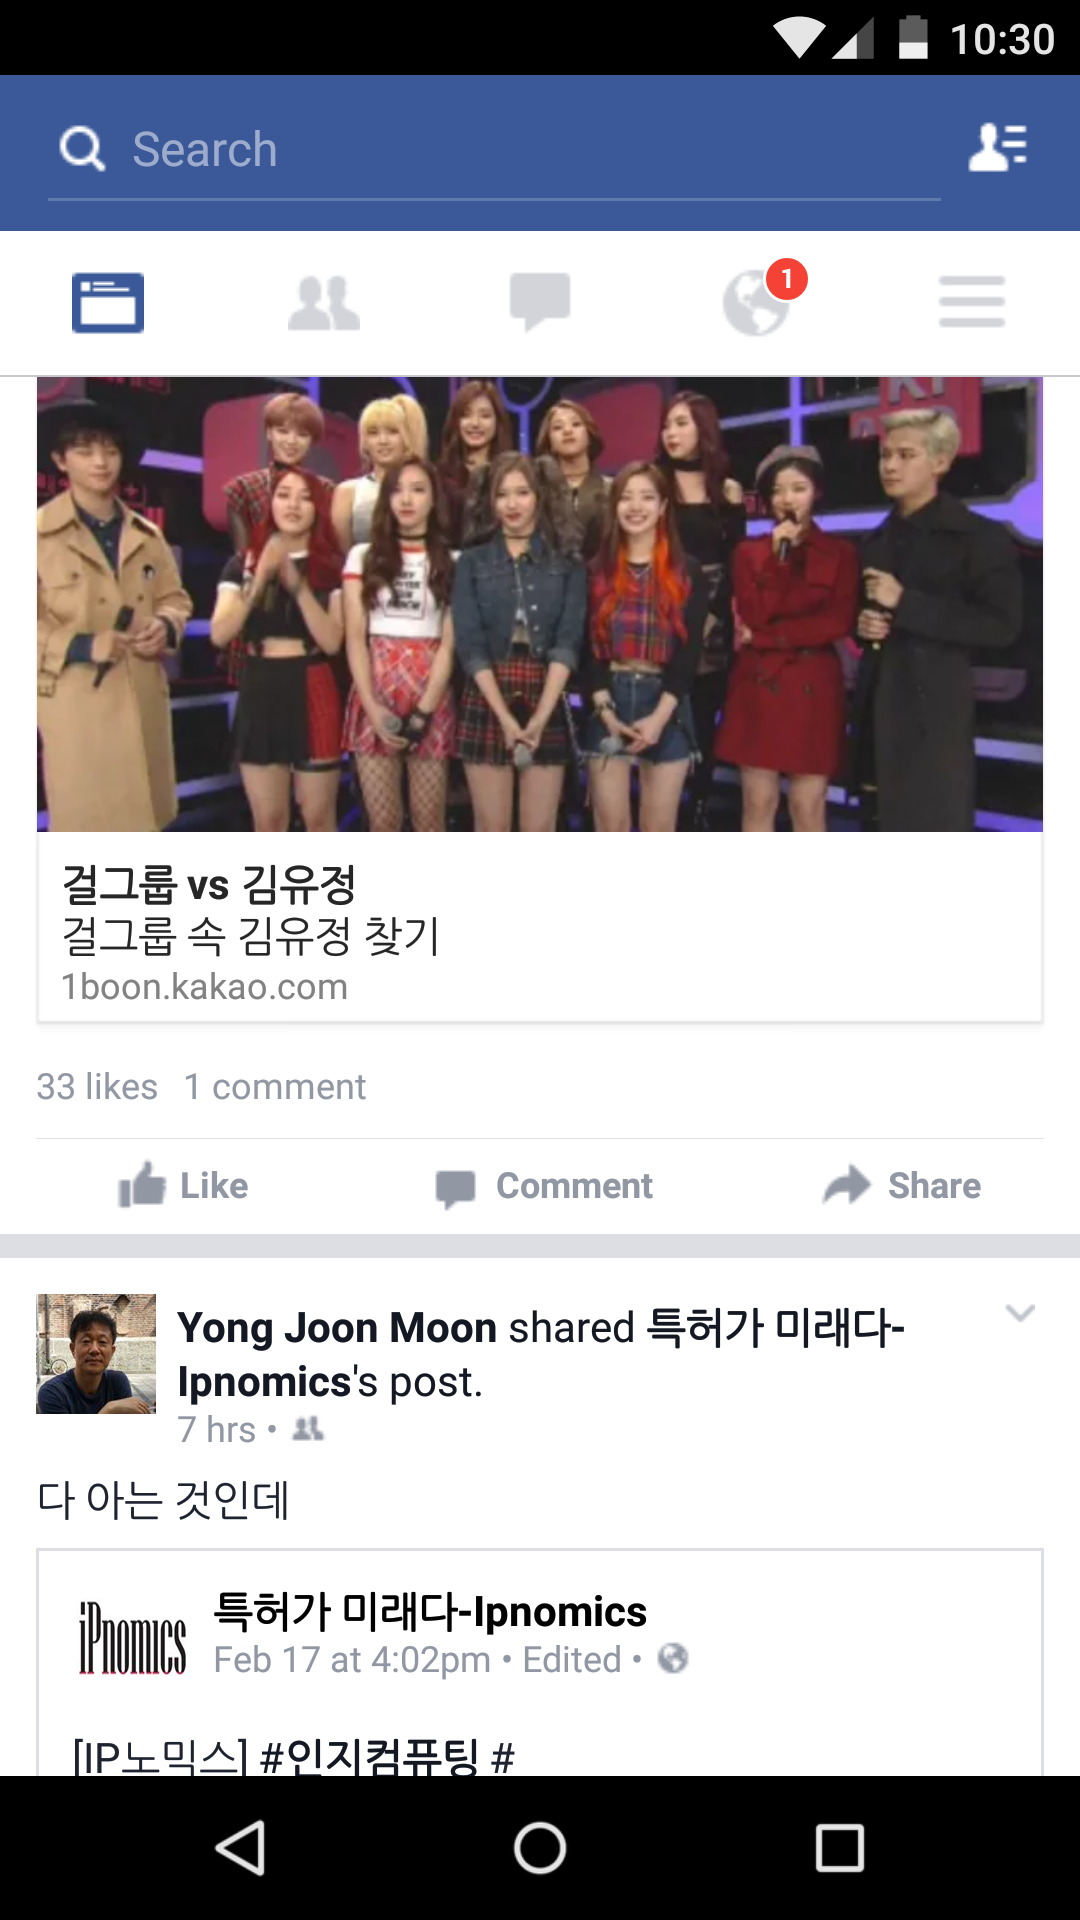 10:30
Search
1
걸그룹 vs 김유정
걸그룹 속 김유정 찾기
1boon.kakao.com
33 likes 1 comment
Like Comment Share
Yong Joon Moon shared 특허가 미래다-
Ipnomics's post.
7 hrs •
다 아는 것인데
iPnomics
특허가 미래다-Ipnomics
Feb 17 at 4:02pm • Edited •
[IP노믹스] #인지컴퓨팅 #